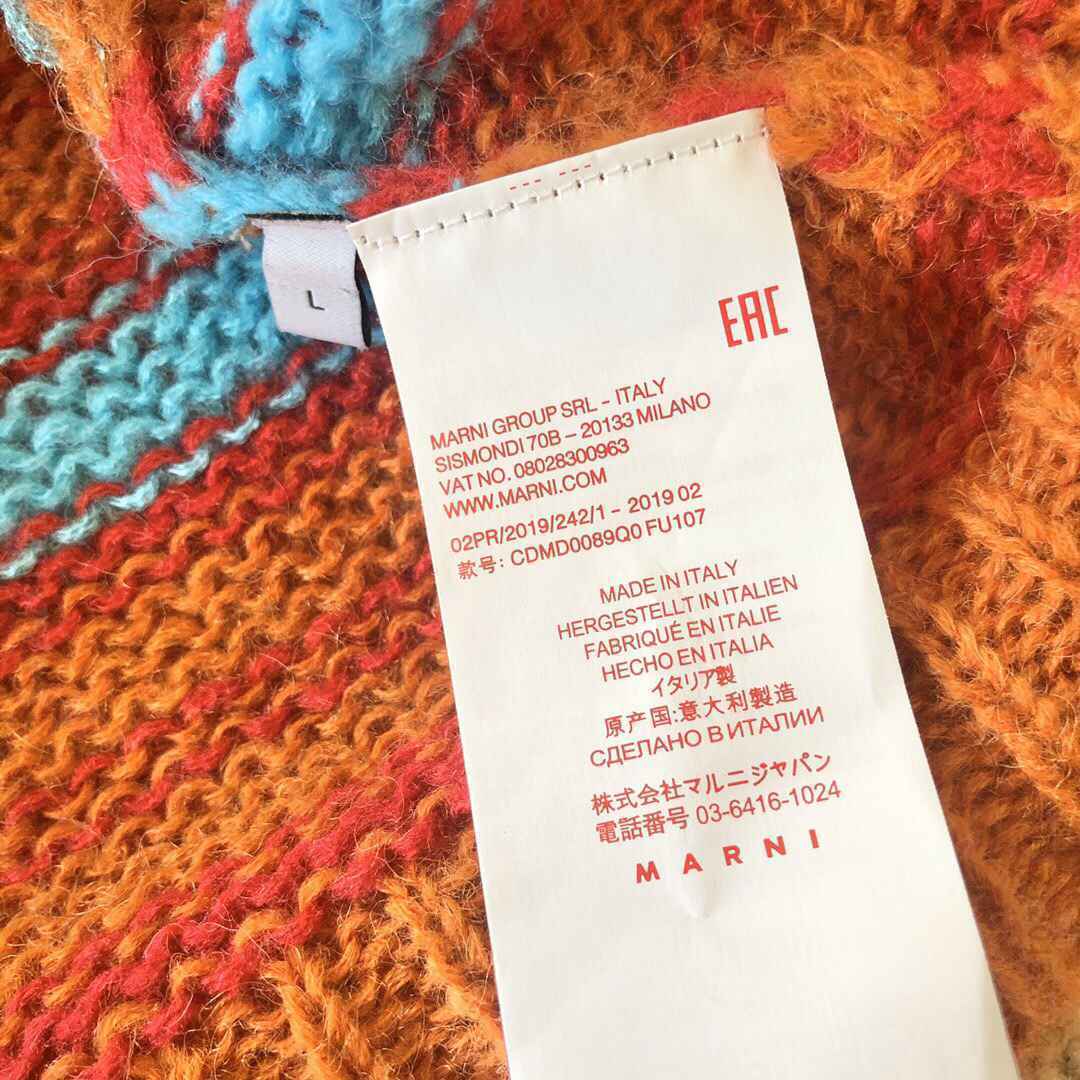 L
EAC
MARNI GROUP SRL - ITALY
SISMONDI 70B - 20133 MILANO
VAT NO. 08028300963
WWW.MARNI.COM
02PR/2019/242/1 - 2019 02
款号: CDMD0089Q0 FU107
MADE IN ITALY
HERGESTELLT IN ITALIEN
FABRIQUÉ EN ITALIE
HECHO EN ITALIA
イタリア製
原产国:意大利製造
СДЕЛАНО В ИТАЛИИ
株式会社マルニジャパン
電話番号 03-6416-1024
MARNI